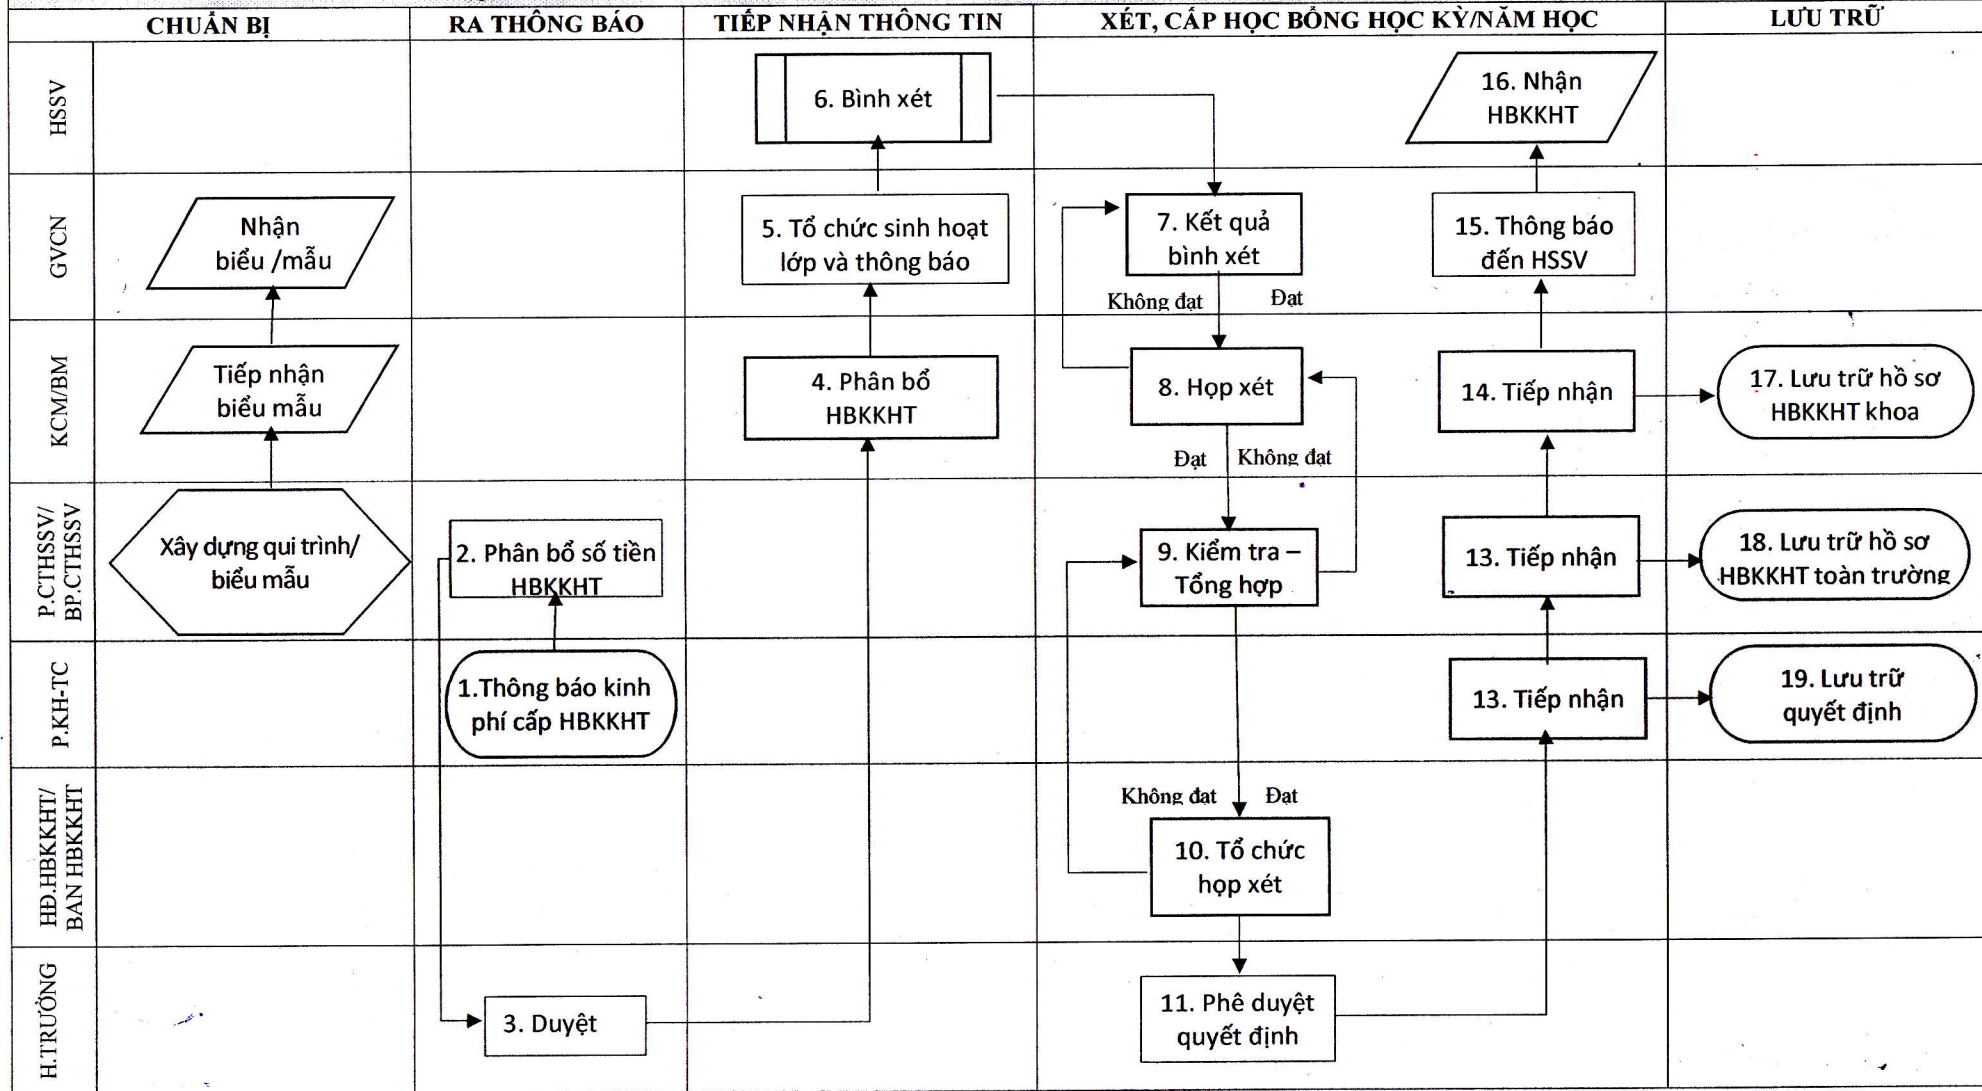 CHUẨN BỊ
RA THÔNG BÁO
TIẾP NHẬN THÔNG TIN
XÉT, CẤP HỌC BỔNG HỌC KỲ/NĂM HỌC
LƯU TRỮ
HSSV
6. Bình xét
16. Nhận
HBKKHT
GVCN
Nhận
biểu /mẫu
5. Tổ chức sinh hoạt
lớp và thông báo
7. Kết quả
bình xét
Không đạt
Đạt
15. Thông báo
đến HSSV
KCM/BM
Tiếp nhận
biểu mẫu
4. Phân bổ
HBKKHT
8. Họp xét
Đạt
Không đạt
14. Tiếp nhận
17. Lưu trữ hồ sơ
HBKKHT khoa
P.CTHSSV/
BP.CTHSSV
Xây dựng qui trình/
biểu mẫu
2. Phân bổ số tiền
HBKKHT
9. Kiểm tra –
Tổng hợp
13. Tiếp nhận
18. Lưu trữ hồ sơ
HBKKHT toàn trường
P.KH-TC
1.Thông báo kinh
phí cấp HBKKHT
13. Tiếp nhận
19. Lưu trữ
quyết định
HĐ.HBKKHT/
BAN HBKKHT
Không đạt
Đạt
10. Tổ chức
họp xét
H.TRƯỞNG
3. Duyệt
11. Phê duyệt
quyết định